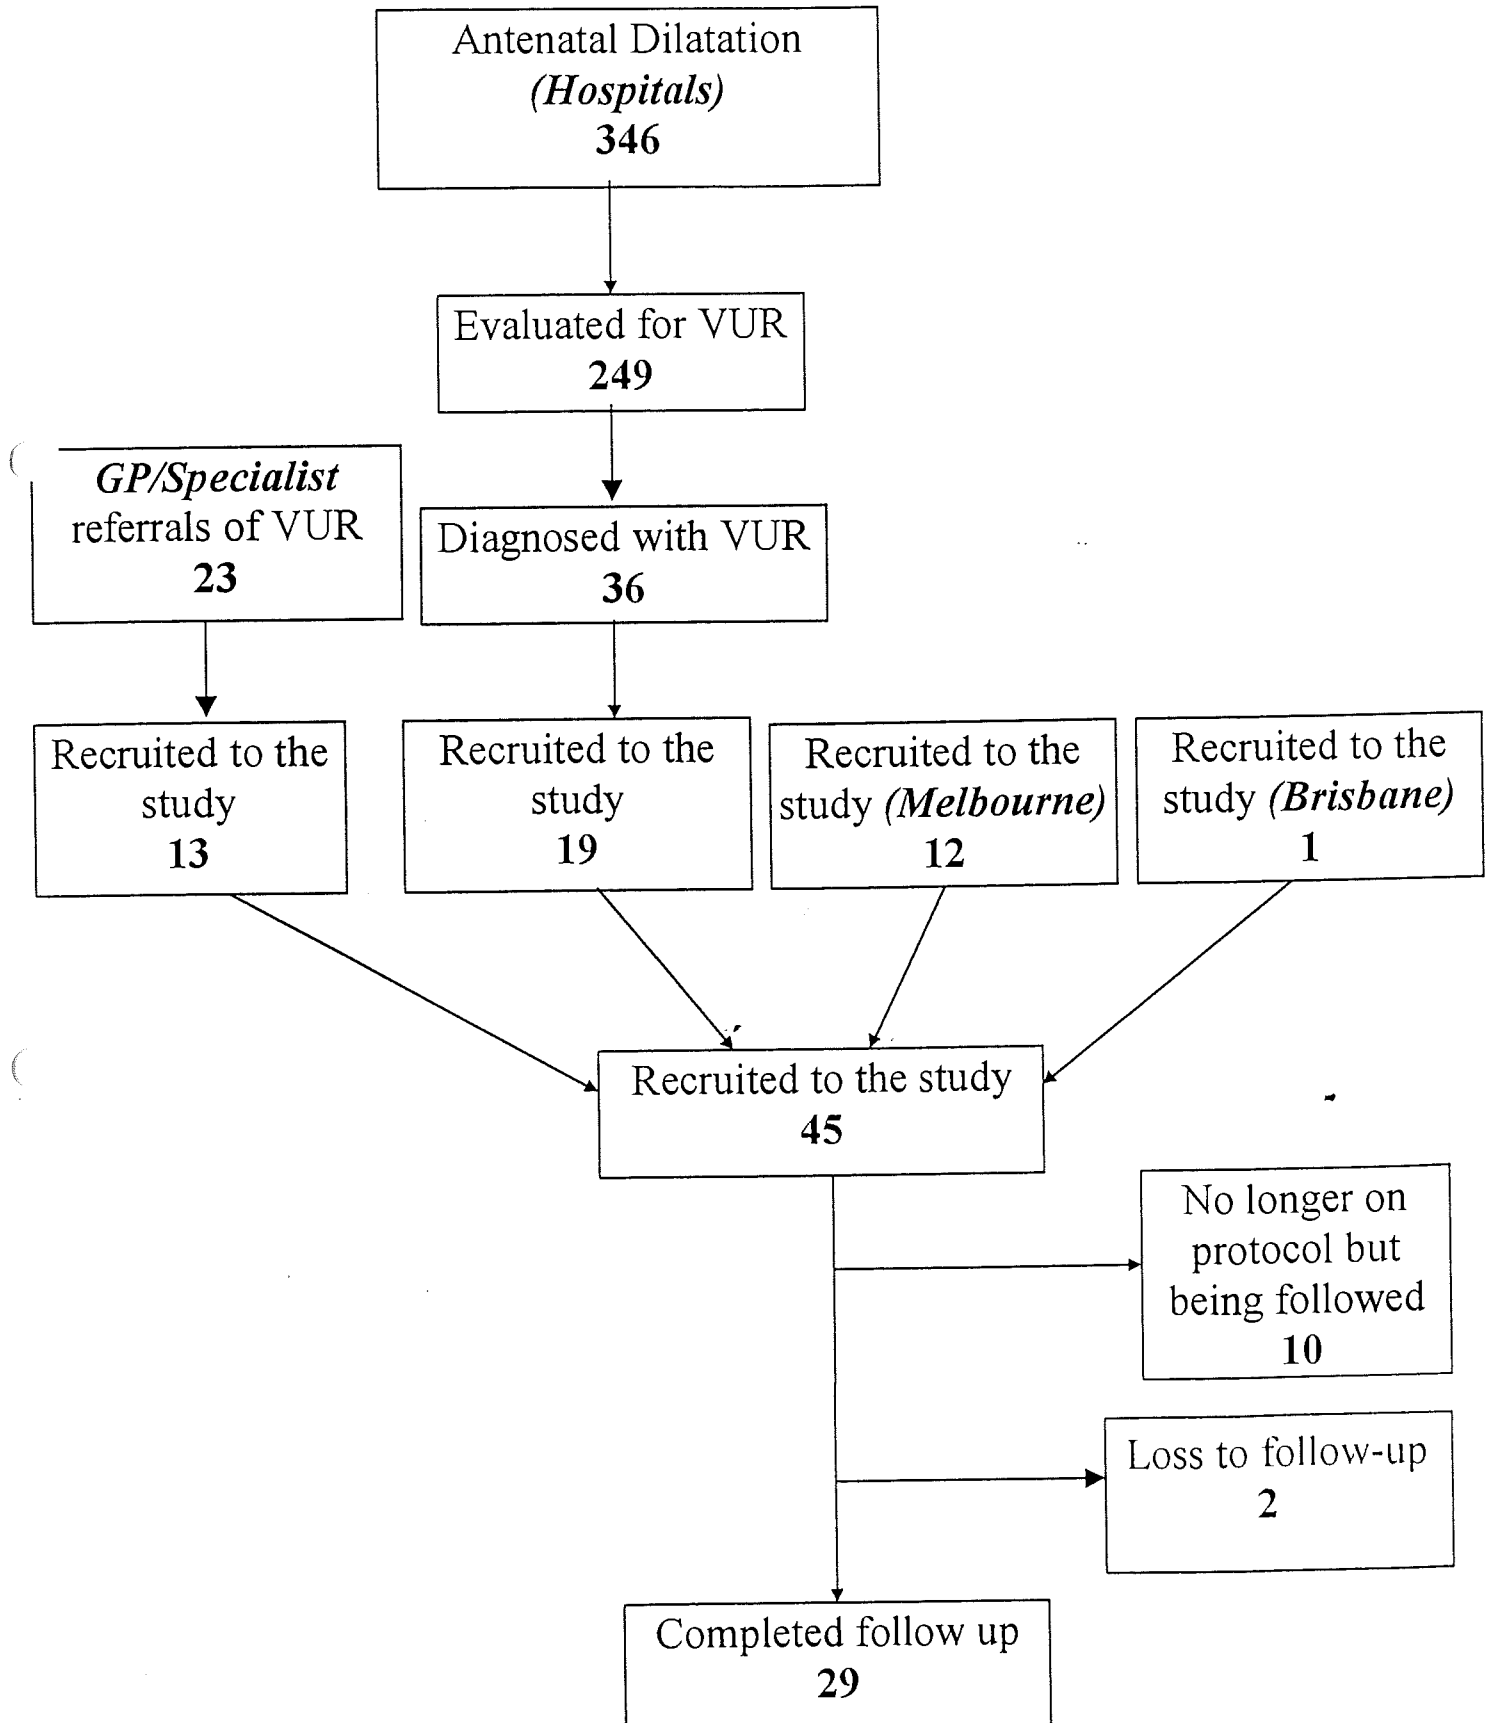 Antenatal Dilatation
(Hospitals)
346
Evaluated for VUR
249
GP/Specialist
referrals of VUR
23
Diagnosed with VUR
36
Recruited to the
study
13
Recruited to the
study
19
Recruited to the
study (Melbourne)
12
Recruited to the
study (Brisbane)
1
Recruited to the study
45
No longer on
protocol but
being followed
10
Loss to follow-up
2
Completed follow up
29